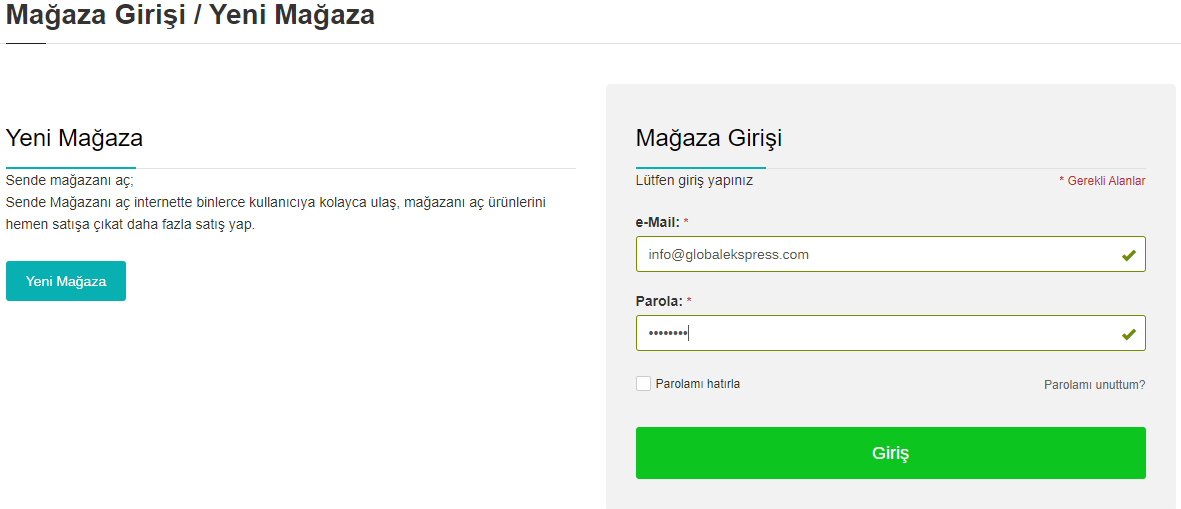 Mağaza Girişi / Yeni Mağaza
Yeni Mağaza
Sende mağazanı aç;
Sende Mağazanı aç internette binlerce kullanıcıya kolayca ulaş, mağazanı aç ürünlerini
hemen satışa çıkat daha fazla satış yap.
Yeni Mağaza
Mağaza Girişi
Lütfen giriş yapınız
* Gerekli Alanlar
e-Mail: *
info@globalekspress.com
Parola: *
••••••••
Parolamı hatırla
Parolamı unuttum?
Giriş